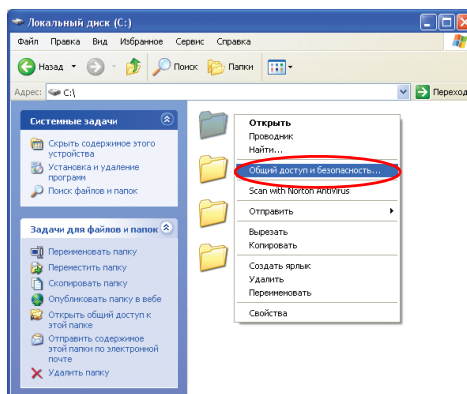 Локальный диск (C:)
Файл Правка Вид Избранное Сервис Справка
Назад Поиск Папки
Адрес: C:\ Переход
Системные задачи
Скрыть содержимое этого
устройства
Установка и удаление
программ
Поиск файлов и папок
Задачи для файлов и папок
Переименовать папку
Переместить папку
Скопировать папку
Опубликовать папку в вебе
Открыть общий доступ к
этой папке
Отправить содержимое
этой папки по электронной
почте
Удалить папку
Открыть
Проводник
Найти...
Общий доступ и безопасность...
Scan with Norton AntiVirus
Отправить
Вырезать
Копировать
Создать ярлык
Удалить
Переименовать
Свойства